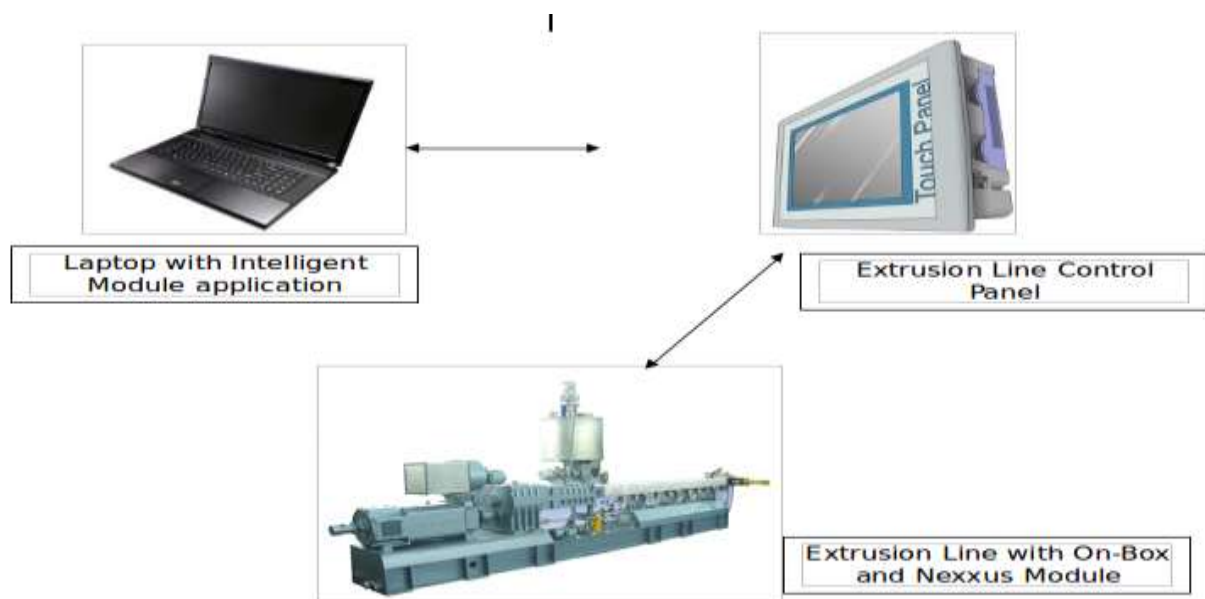 Touch Panel
Laptop with Intelligent
Module application
Extrusion Line Control
Panel
Extrusion Line with On-Box
and Nexxus Module